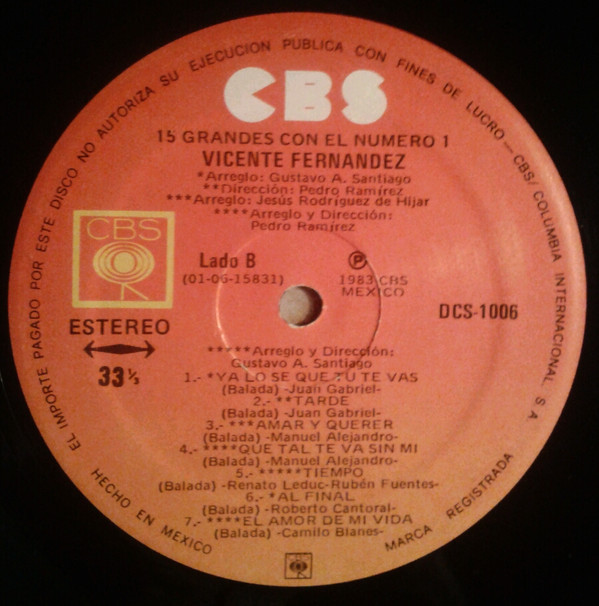 EL IMPORTE PAGADO POR ESTE DISCO NO AUTORIZA SU EJECUCION PUBLICA CON FINES DE LUCRO — CBS/COLUMBIA INTERNACIONAL, S.A.
CBS
15 GRANDES CON EL NUMERO 1
VICENTE FERNANDEZ
*Arreglo: Gustavo A. Santiago
**Dirección: Pedro Ramírez
***Arreglo: Jesús Rodríguez de Híjar
****Arreglo y Dirección:
Pedro Ramírez
CBS
Lado B
(01-06-15831)
Ⓟ
1983 CBS
MEXICO
ESTEREO
33 ⅓
DCS-1006
*****Arreglo y Dirección:
Gustavo A. Santiago
1.- *YA LO SE QUE TU TE VAS
(Balada) -Juan Gabriel-
2.- **TARDE
(Balada) -Juan Gabriel-
3.- ***AMAR Y QUERER
(Balada) -Manuel Alejandro-
4.- ****QUE TAL TE VA SIN MI
(Balada) -Manuel Alejandro-
5.- *****TIEMPO
(Balada) -Renato Leduc-Rubén Fuentes-
6.- *AL FINAL
(Balada) -Roberto Cantoral-
7.- ****EL AMOR DE MI VIDA
(Balada) -Camilo Blanes-
HECHO EN MEXICO
MARCA REGISTRADA